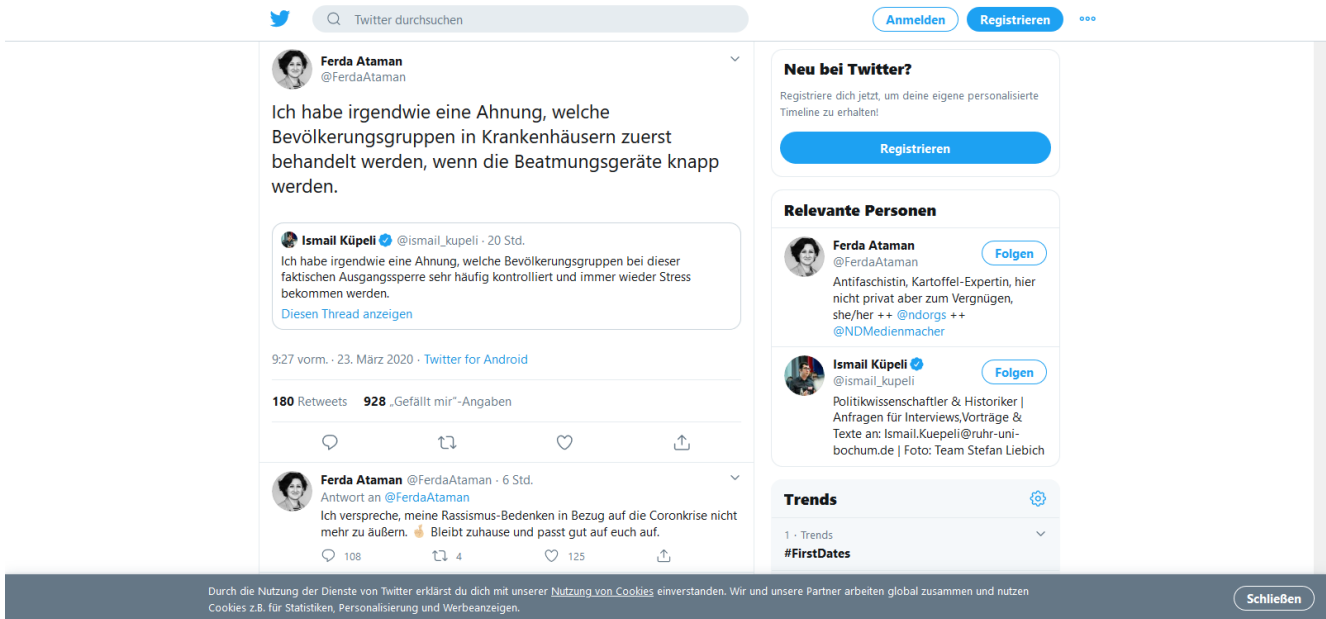 Twitter durchsuchen
Anmelden
Registrieren
Ferda Ataman
@FerdaAtaman
Ich habe irgendwie eine Ahnung, welche
Bevölkerungsgruppen in Krankenhäusern zuerst
behandelt werden, wenn die Beatmungsgeräte knapp
werden.
Ismail Küpeli @ismail_kupeli · 20 Std.
Ich habe irgendwie eine Ahnung, welche Bevölkerungsgruppen bei dieser
faktischen Ausgangssperre sehr häufig kontrolliert und immer wieder Stress
bekommen werden.
Diesen Thread anzeigen
9:27 vorm. · 23. März 2020 · Twitter for Android
180 Retweets 928 „Gefällt mir"-Angaben
Ferda Ataman @FerdaAtaman · 6 Std.
Antwort an @FerdaAtaman
Ich verspreche, meine Rassismus-Bedenken in Bezug auf die Coronkrise nicht
mehr zu äußern. 🤞 Bleibt zuhause und passt gut auf euch auf.
108 4 125
Neu bei Twitter?
Registriere dich jetzt, um deine eigene personalisierte
Timeline zu erhalten!
Registrieren
Relevante Personen
Ferda Ataman
@FerdaAtaman
Folgen
Antifaschistin, Kartoffel-Expertin, hier
nicht privat aber zum Vergnügen,
she/her ++ @ndorgs ++
@NDMedienmacher
Ismail Küpeli
@ismail_kupeli
Folgen
Politikwissenschaftler & Historiker |
Anfragen für Interviews,Vorträge &
Texte an: Ismail.Kuepeli@ruhr-uni-
bochum.de | Foto: Team Stefan Liebich
Trends
1 · Trends
#FirstDates
Durch die Nutzung der Dienste von Twitter erklärst du dich mit unserer Nutzung von Cookies einverstanden. Wir und unsere Partner arbeiten global zusammen und nutzen
Cookies z.B. für Statistiken, Personalisierung und Werbeanzeigen.
Schließen